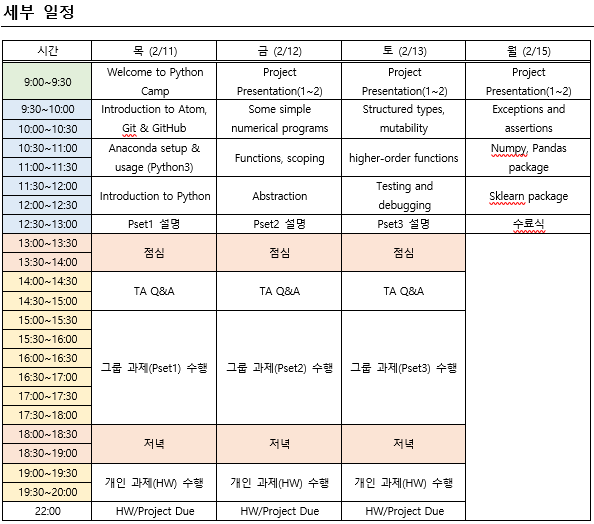 세부 일정
시간 목 (2/11) 금 (2/12) 토 (2/13) 월 (2/15)
9:00~9:30 Welcome to Python Camp Project Presentation(1~2) Project Presentation(1~2) Project Presentation(1~2)
9:30~10:00 Introduction to Atom, Some simple Structured types, Exceptions and
10:00~10:30 Git & GitHub numerical programs mutability assertions
10:30~11:00 Anaconda setup & Functions, scoping higher-order functions Numpy, Pandas
11:00~11:30 usage (Python3) package
11:30~12:00 Introduction to Python Abstraction Testing and Sklearn package
12:00~12:30 debugging
12:30~13:00 Pset1 설명 Pset2 설명 Pset3 설명 수료식
13:00~13:30 점심 점심 점심
13:30~14:00
14:00~14:30 TA Q&A TA Q&A TA Q&A
14:30~15:00
15:00~15:30
15:30~16:00
16:00~16:30 그룹 과제(Pset1) 수행 그룹 과제(Pset2) 수행 그룹 과제(Pset3) 수행
16:30~17:00
17:00~17:30
17:30~18:00
18:00~18:30 저녁 저녁 저녁
18:30~19:00
19:00~19:30 개인 과제(HW) 수행 개인 과제(HW) 수행 개인 과제(HW) 수행
19:30~20:00
22:00 HW/Project Due HW/Project Due HW/Project Due